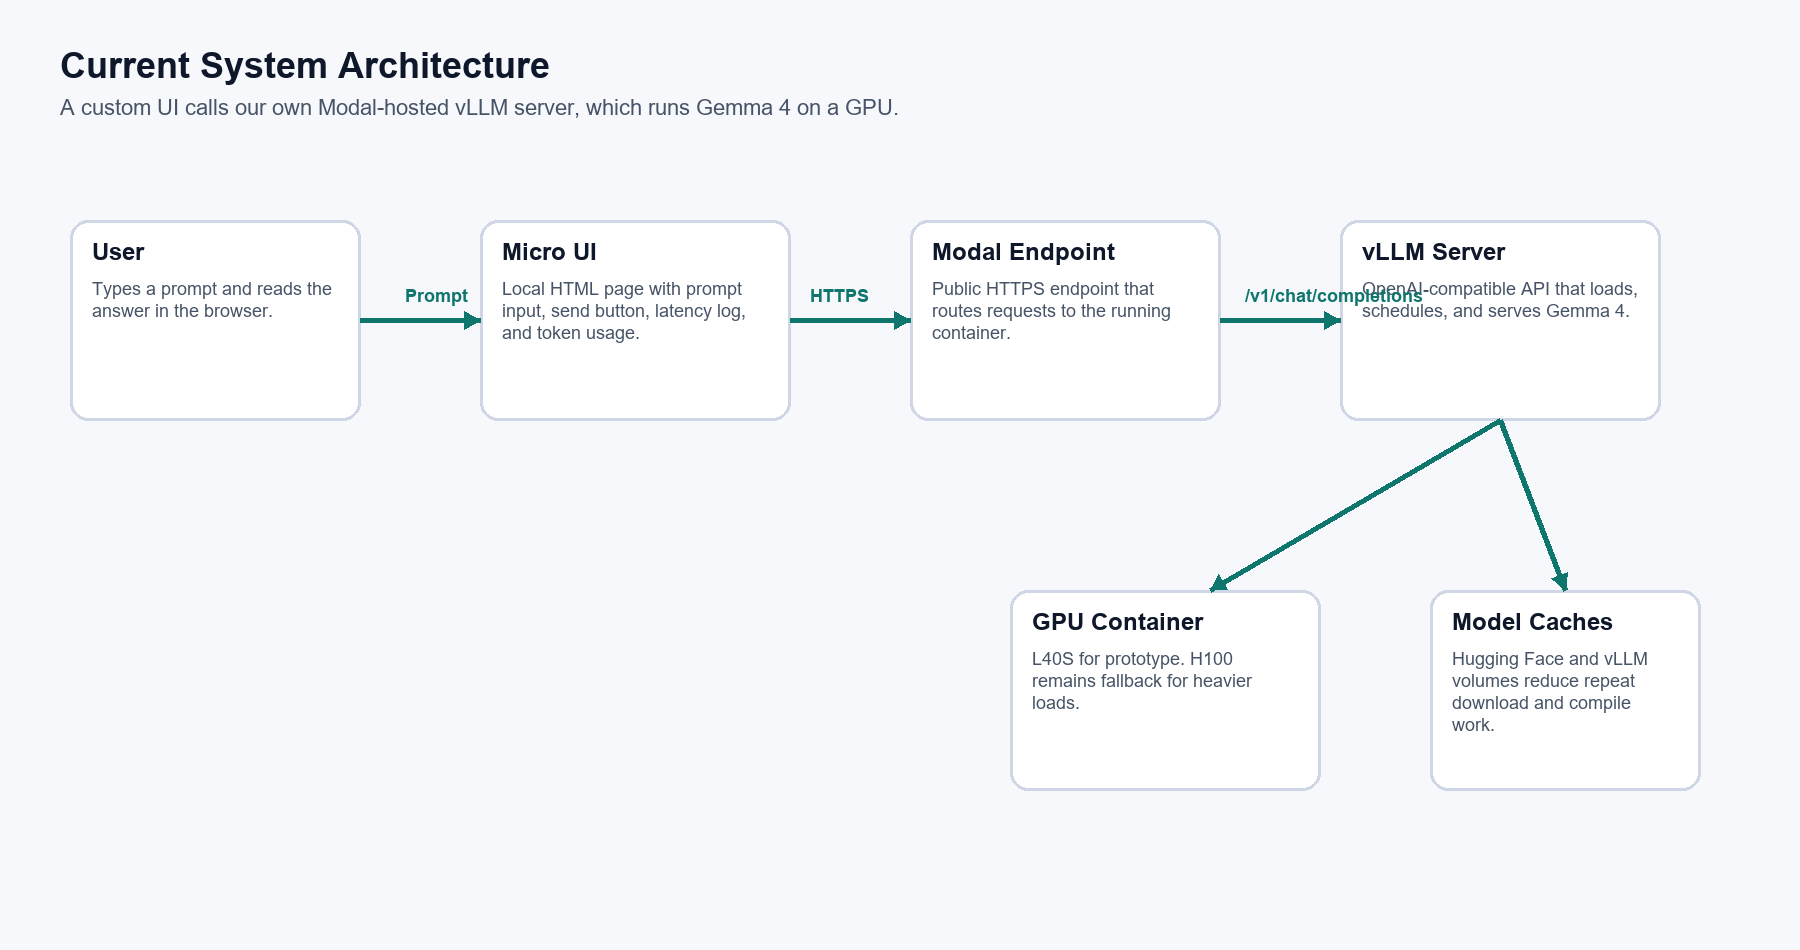 Current System Architecture
A custom UI calls our own Modal-hosted vLLM server, which runs Gemma 4 on a GPU.
User
Types a prompt and reads the
answer in the browser.
Prompt
Micro UI
Local HTML page with prompt
input, send button, latency log,
and token usage.
HTTPS
Modal Endpoint
Public HTTPS endpoint that
routes requests to the running
container.
/v1/chat/completions
vLLM Server
OpenAI-compatible API that loads,
schedules, and serves Gemma 4.
GPU Container
L40S for prototype. H100
remains fallback for heavier
loads.
Model Caches
Hugging Face and vLLM
volumes reduce repeat
download and compile
work.